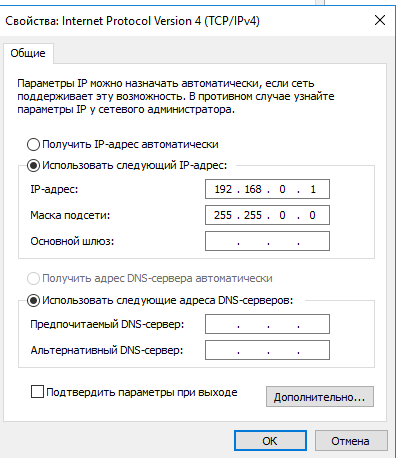 Свойства: Internet Protocol Version 4 (TCP/IPv4)
Общие
Параметры IP можно назначать автоматически, если сеть
поддерживает эту возможность. В противном случае узнайте
параметры IP у сетевого администратора.
Получить IP-адрес автоматически
Использовать следующий IP-адрес:
IP-адрес: 192 . 168 . 0 . 1
Маска подсети: 255 . 255 . 0 . 0
Основной шлюз: . . .
Получить адрес DNS-сервера автоматически
Использовать следующие адреса DNS-серверов:
Предпочитаемый DNS-сервер: . . .
Альтернативный DNS-сервер: . . .
Подтвердить параметры при выходе
Дополнительно...
ОК Отмена